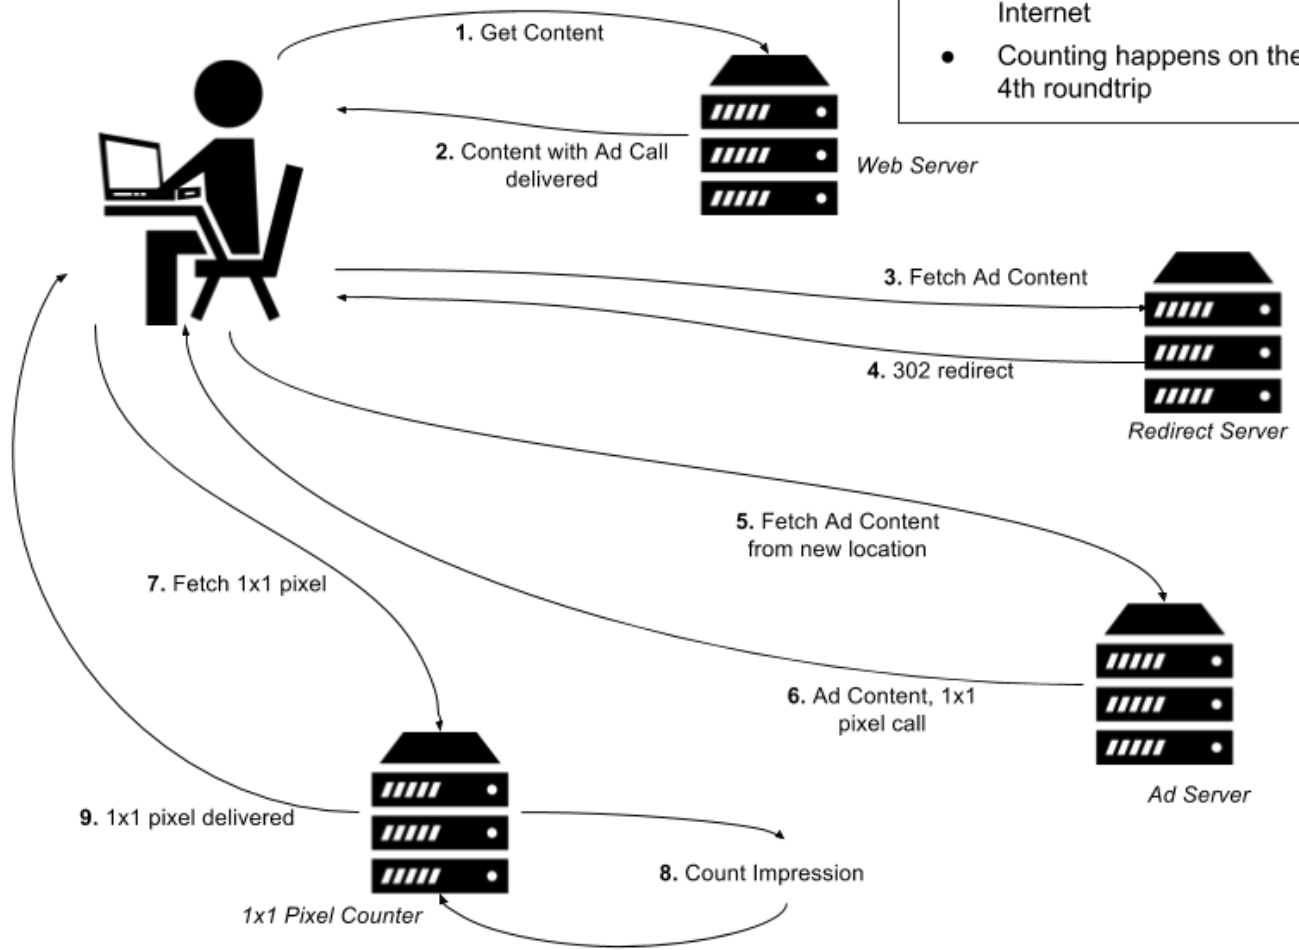 Internet
● Counting happens on the
4th roundtrip
1. Get Content
2. Content with Ad Call
delivered
Web Server
3. Fetch Ad Content
4. 302 redirect
Redirect Server
5. Fetch Ad Content
from new location
6. Ad Content, 1x1
pixel call
Ad Server
7. Fetch 1x1 pixel
9. 1x1 pixel delivered
8. Count Impression
1x1 Pixel Counter